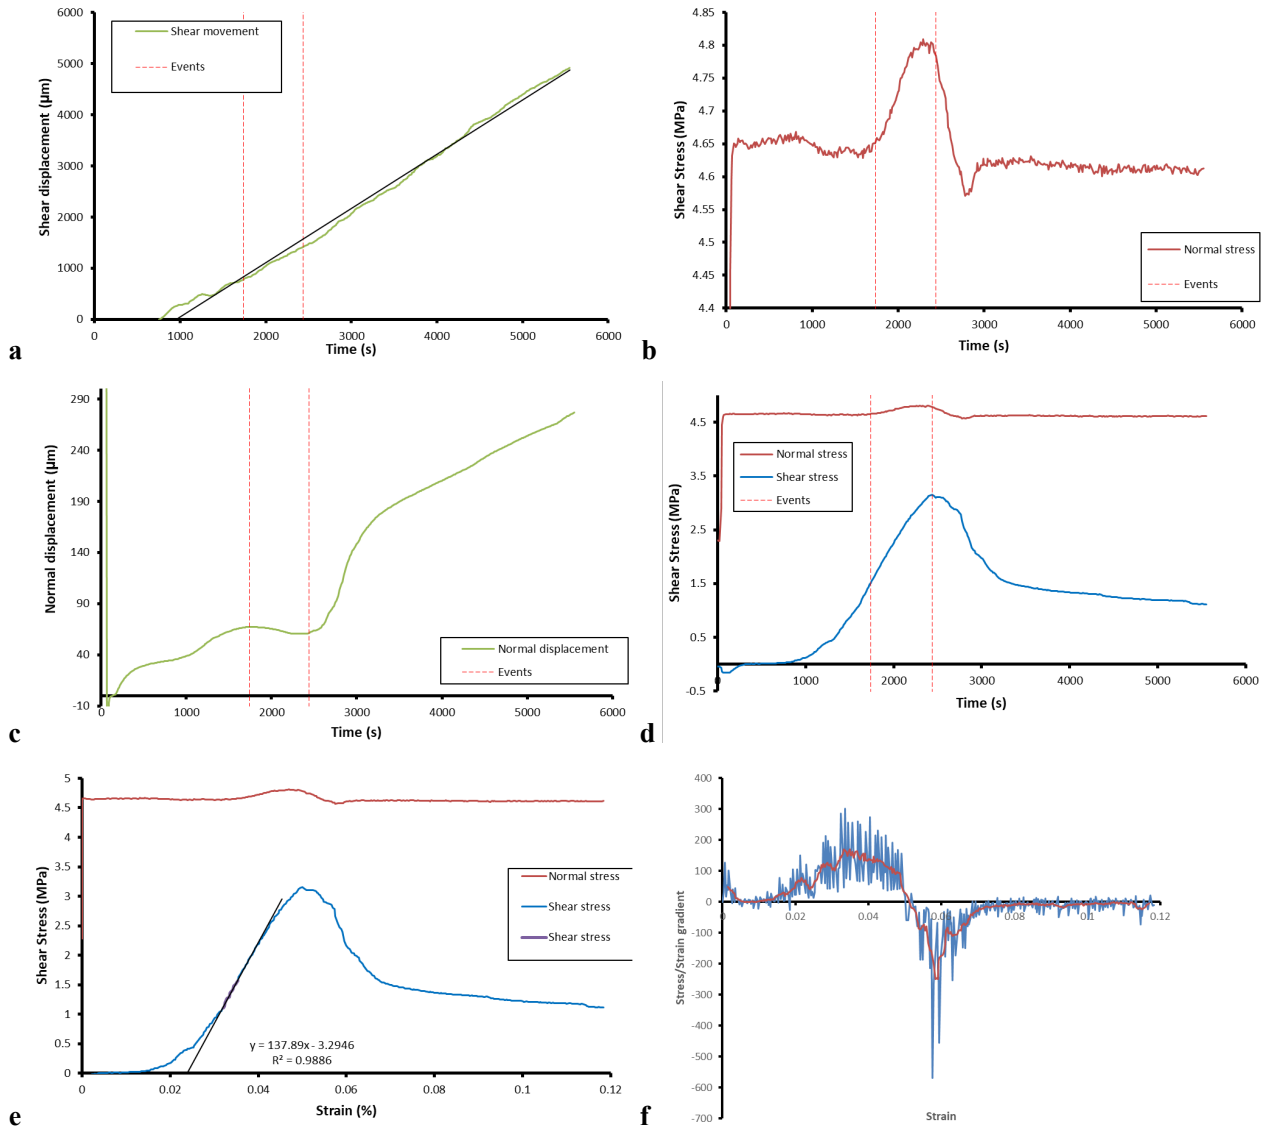 6000
5000
4000
3000
2000
1000
0
Shear displacement (µm)
Shear movement
Events
0 1000 2000 3000 4000 5000 6000
Time (s)
a
4.85
4.8
4.75
4.7
4.65
4.6
4.55
4.5
4.45
4.4
Shear Stress (MPa)
Normal stress
Events
0 1000 2000 3000 4000 5000 6000
Time (s)
b
290
240
190
140
90
40
-10
Normal displacement (µm)
Normal displacement
Events
0 1000 2000 3000 4000 5000 6000
Time (s)
c
4.5
3.5
2.5
1.5
0.5
-0.5
Shear Stress (MPa)
Normal stress
Shear stress
Events
0 1000 2000 3000 4000 5000 6000
Time (s)
d
5
4.5
4
3.5
3
2.5
2
1.5
1
0.5
0
Shear Stress (MPa)
Normal stress
Shear stress
Shear stress
y = 137.89x - 3.2946
R² = 0.9886
0 0.02 0.04 0.06 0.08 0.1 0.12
Strain (%)
e
400
300
200
100
0
-100
-200
-300
-400
-500
-600
-700
Stress/Strain gradient
0 0.02 0.04 0.06 0.08 0.1 0.12
Strain
f